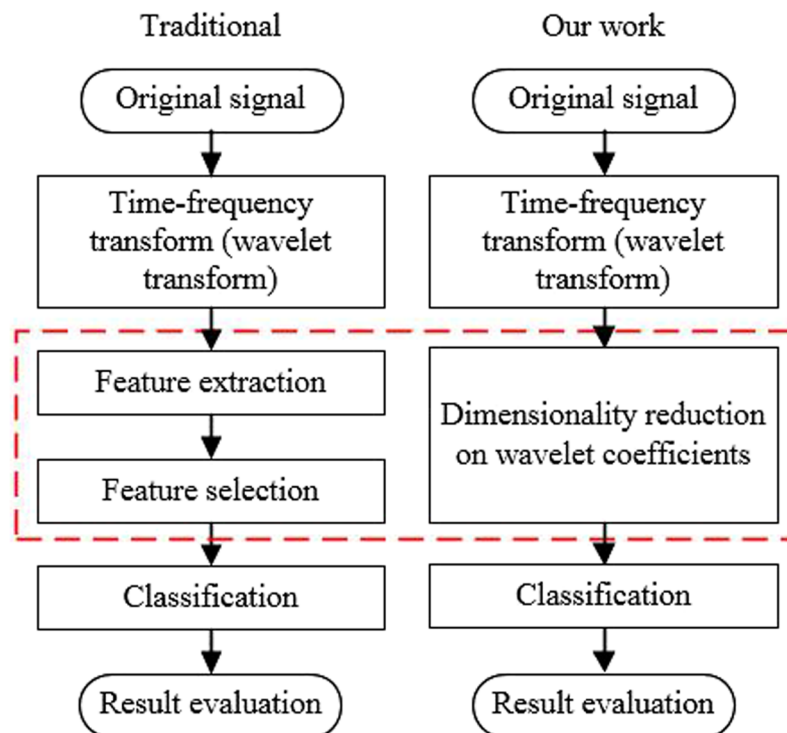 Traditional
Original signal
Time-frequency
transform (wavelet
transform)
Feature extraction
Feature selection
Classification
Result evaluation
Our work
Original signal
Time-frequency
transform (wavelet
transform)
Dimensionality reduction
on wavelet coefficients
Classification
Result evaluation